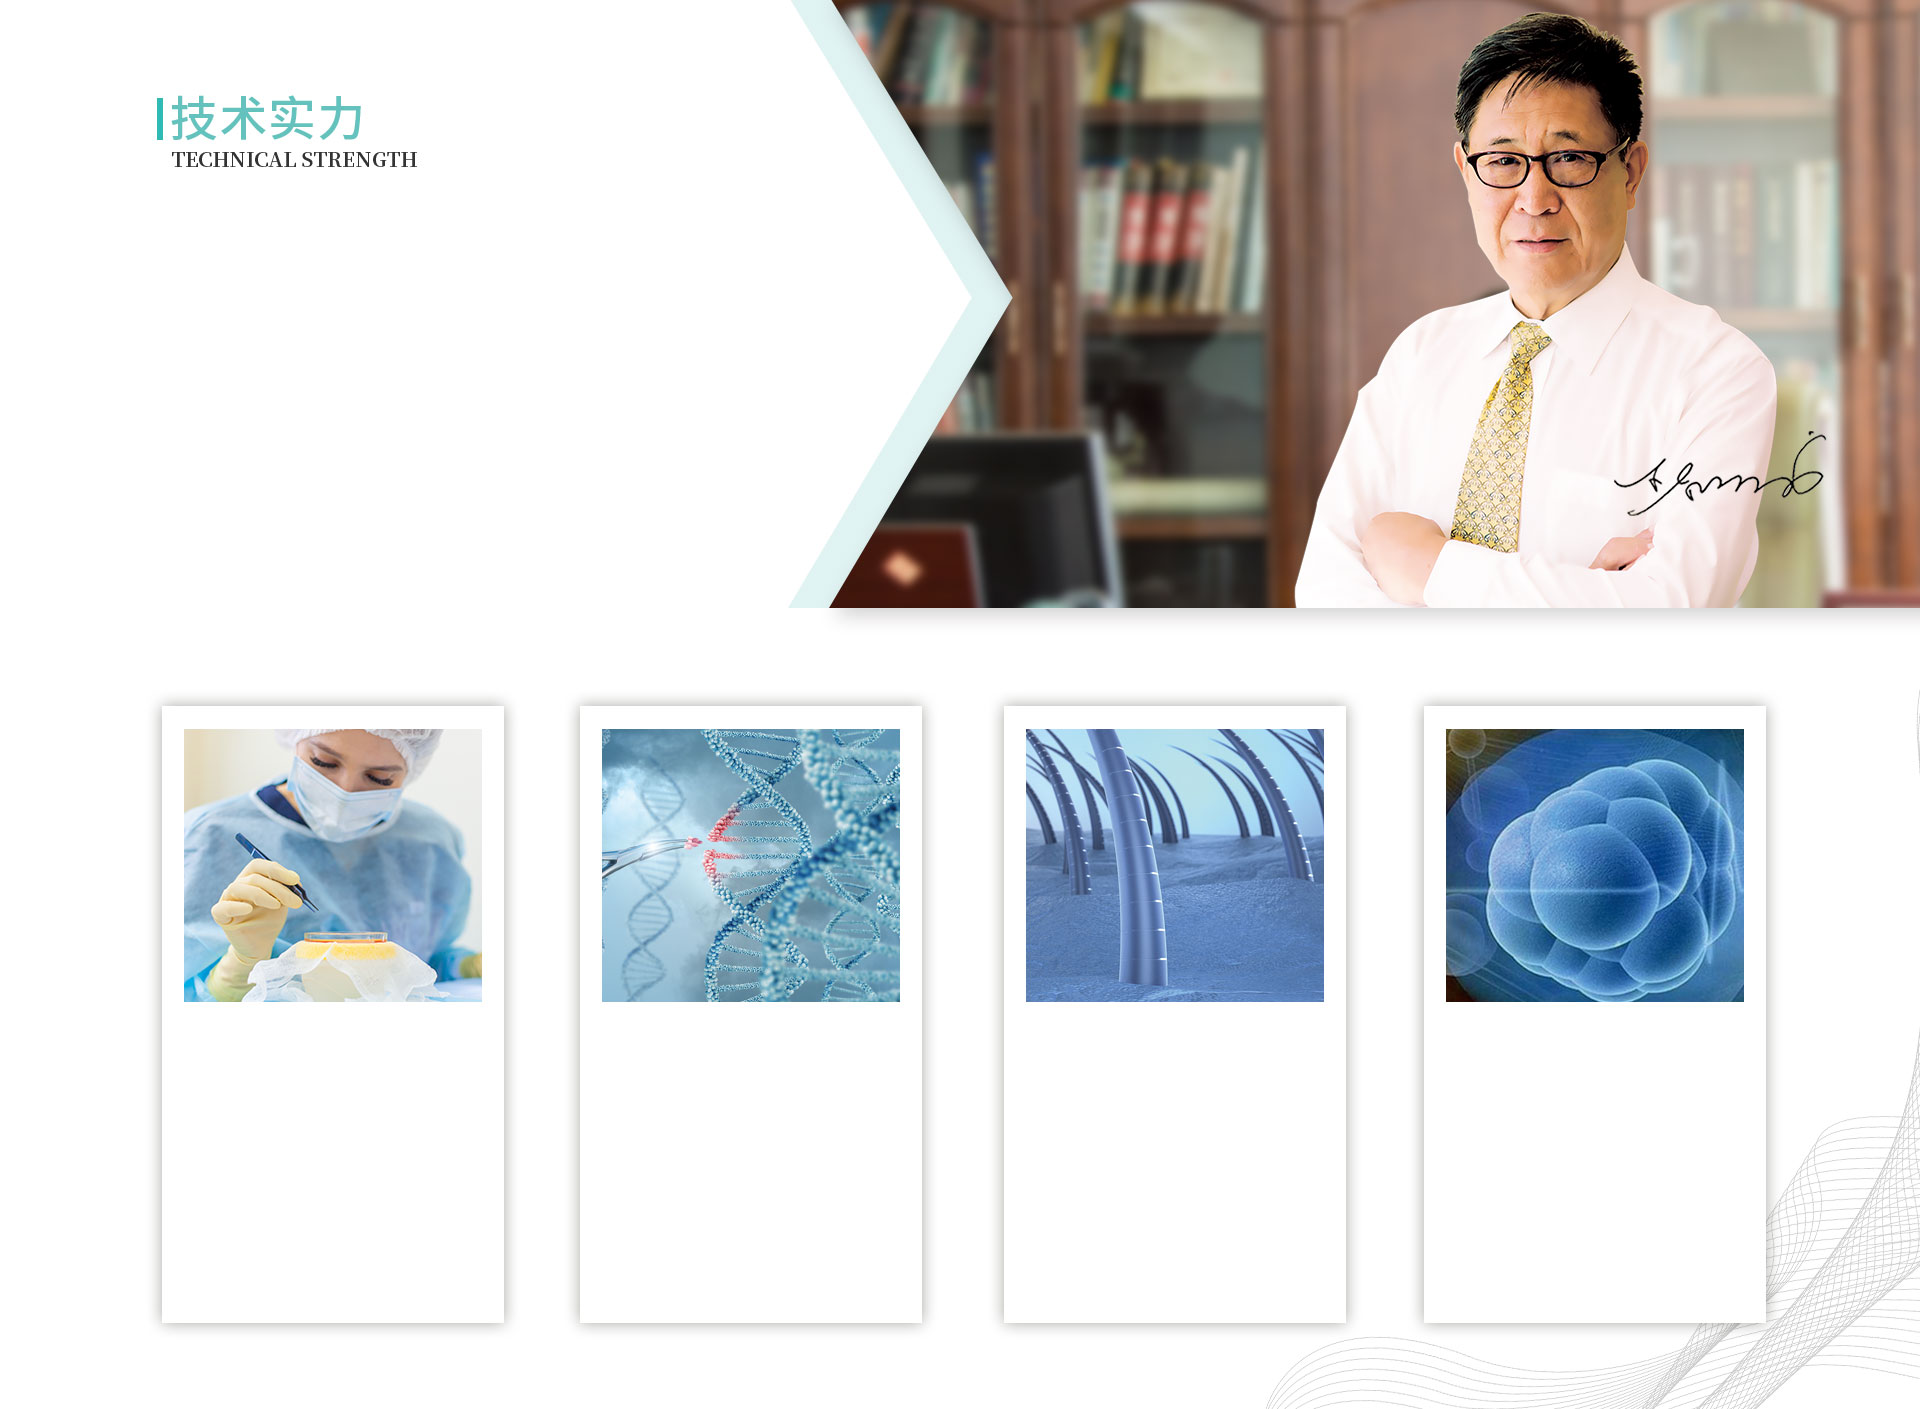 技术实力
TECHNICAL STRENGTH